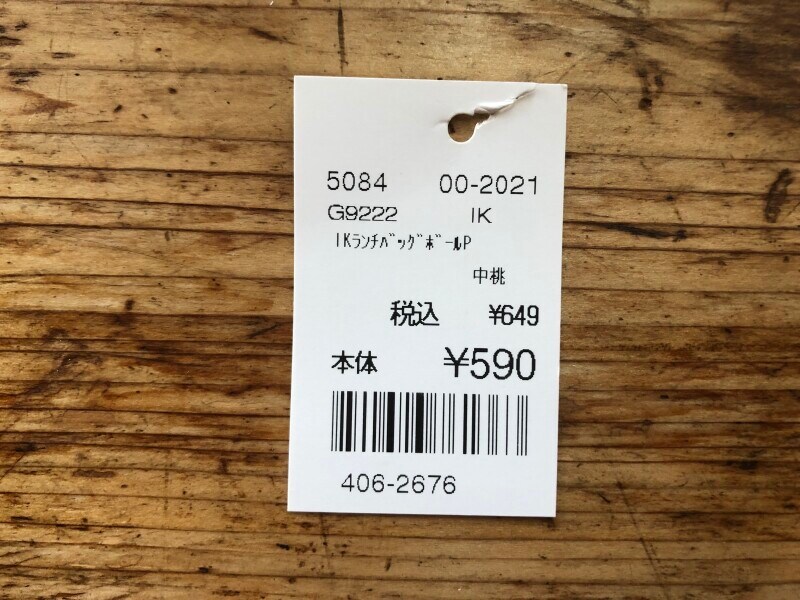 5084 00-2021
G9222 IK
IKﾗﾝﾁﾊﾞｯｸﾞﾎﾞｰﾙP
中桃
税込 ¥649
本体 ¥590
406-2676